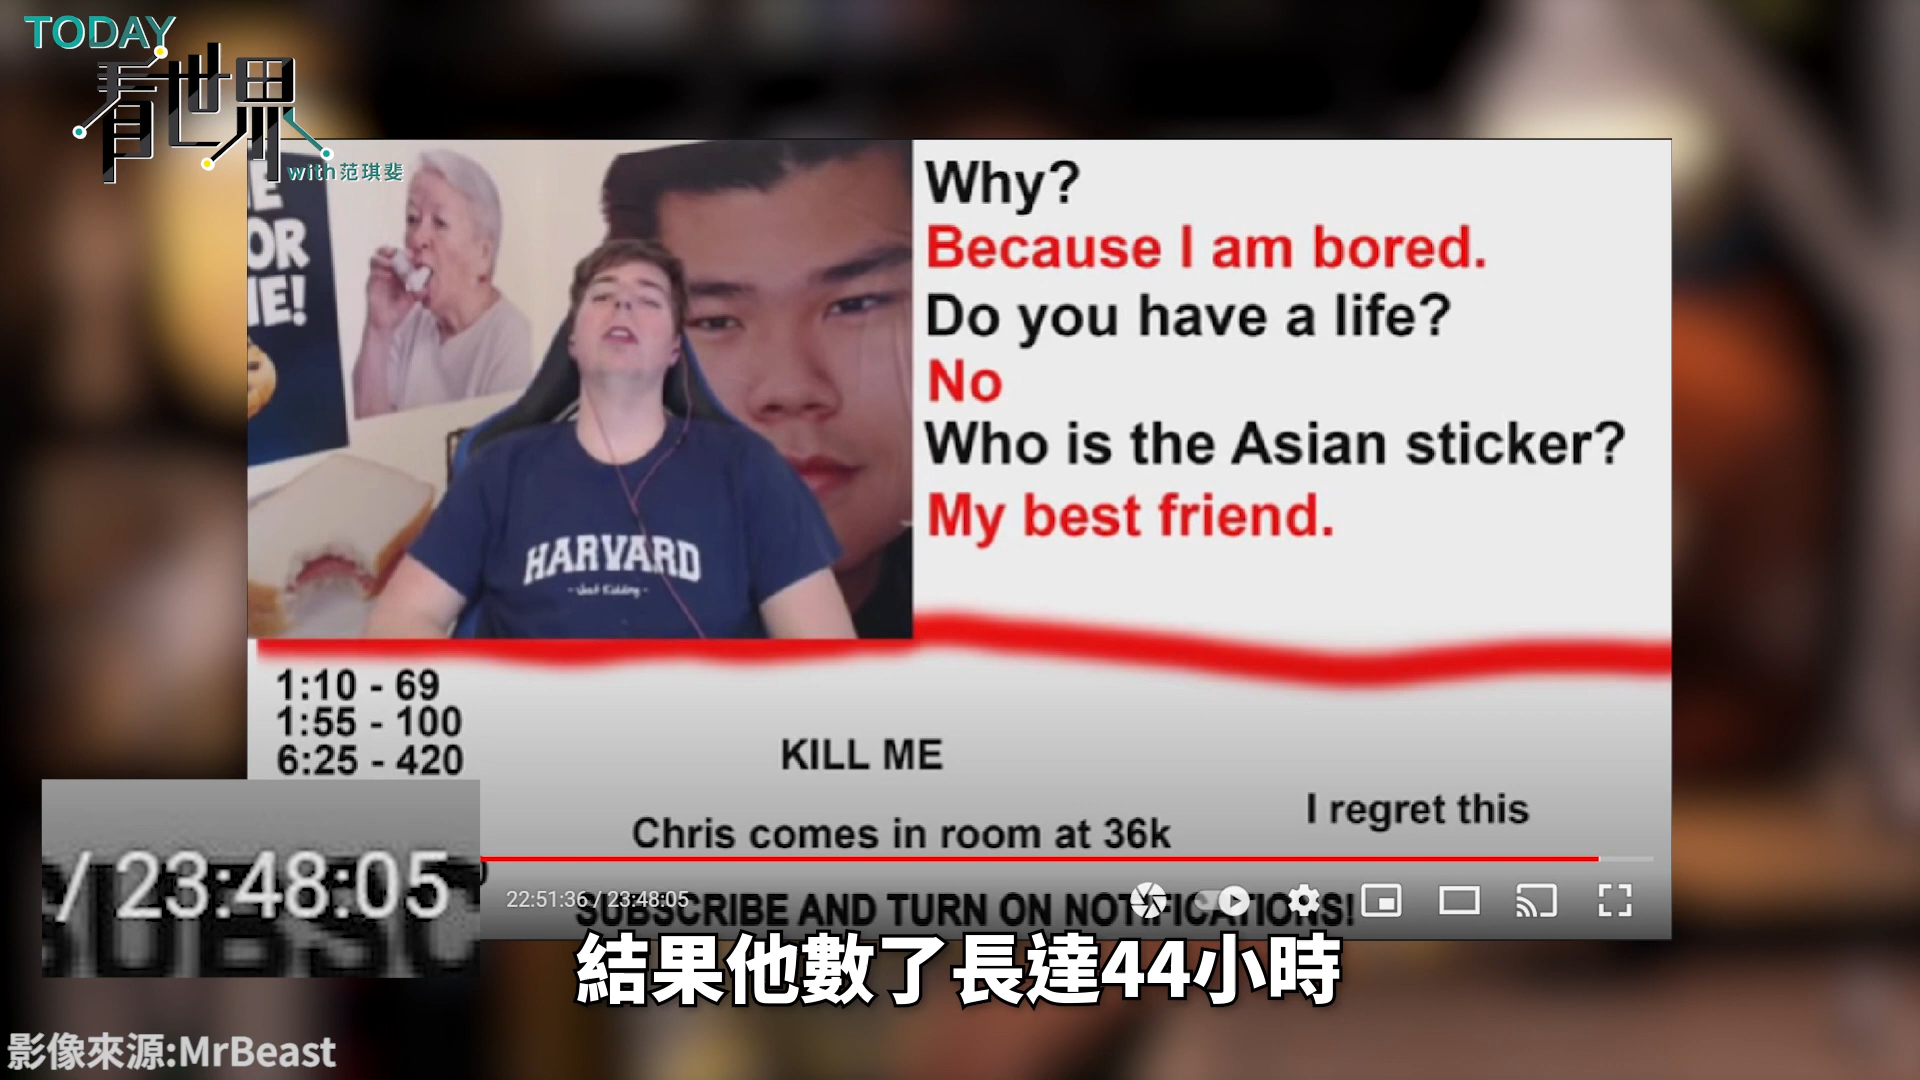 TODAY
看世界
with范琪斐
E
OR
IE!
HARVARD
- Just Kidding -
Why?
Because I am bored.
Do you have a life?
No
Who is the Asian sticker?
My best friend.
1:10 - 69
1:55 - 100
6:25 - 420
KILL ME
I regret this
Chris comes in room at 36k
/ 23:48:05
22:51:36 / 23:48:05
SUBSCRIBE AND TURN ON NOTIFICATIONS!
結果他數了長達44小時
影像來源:MrBeast